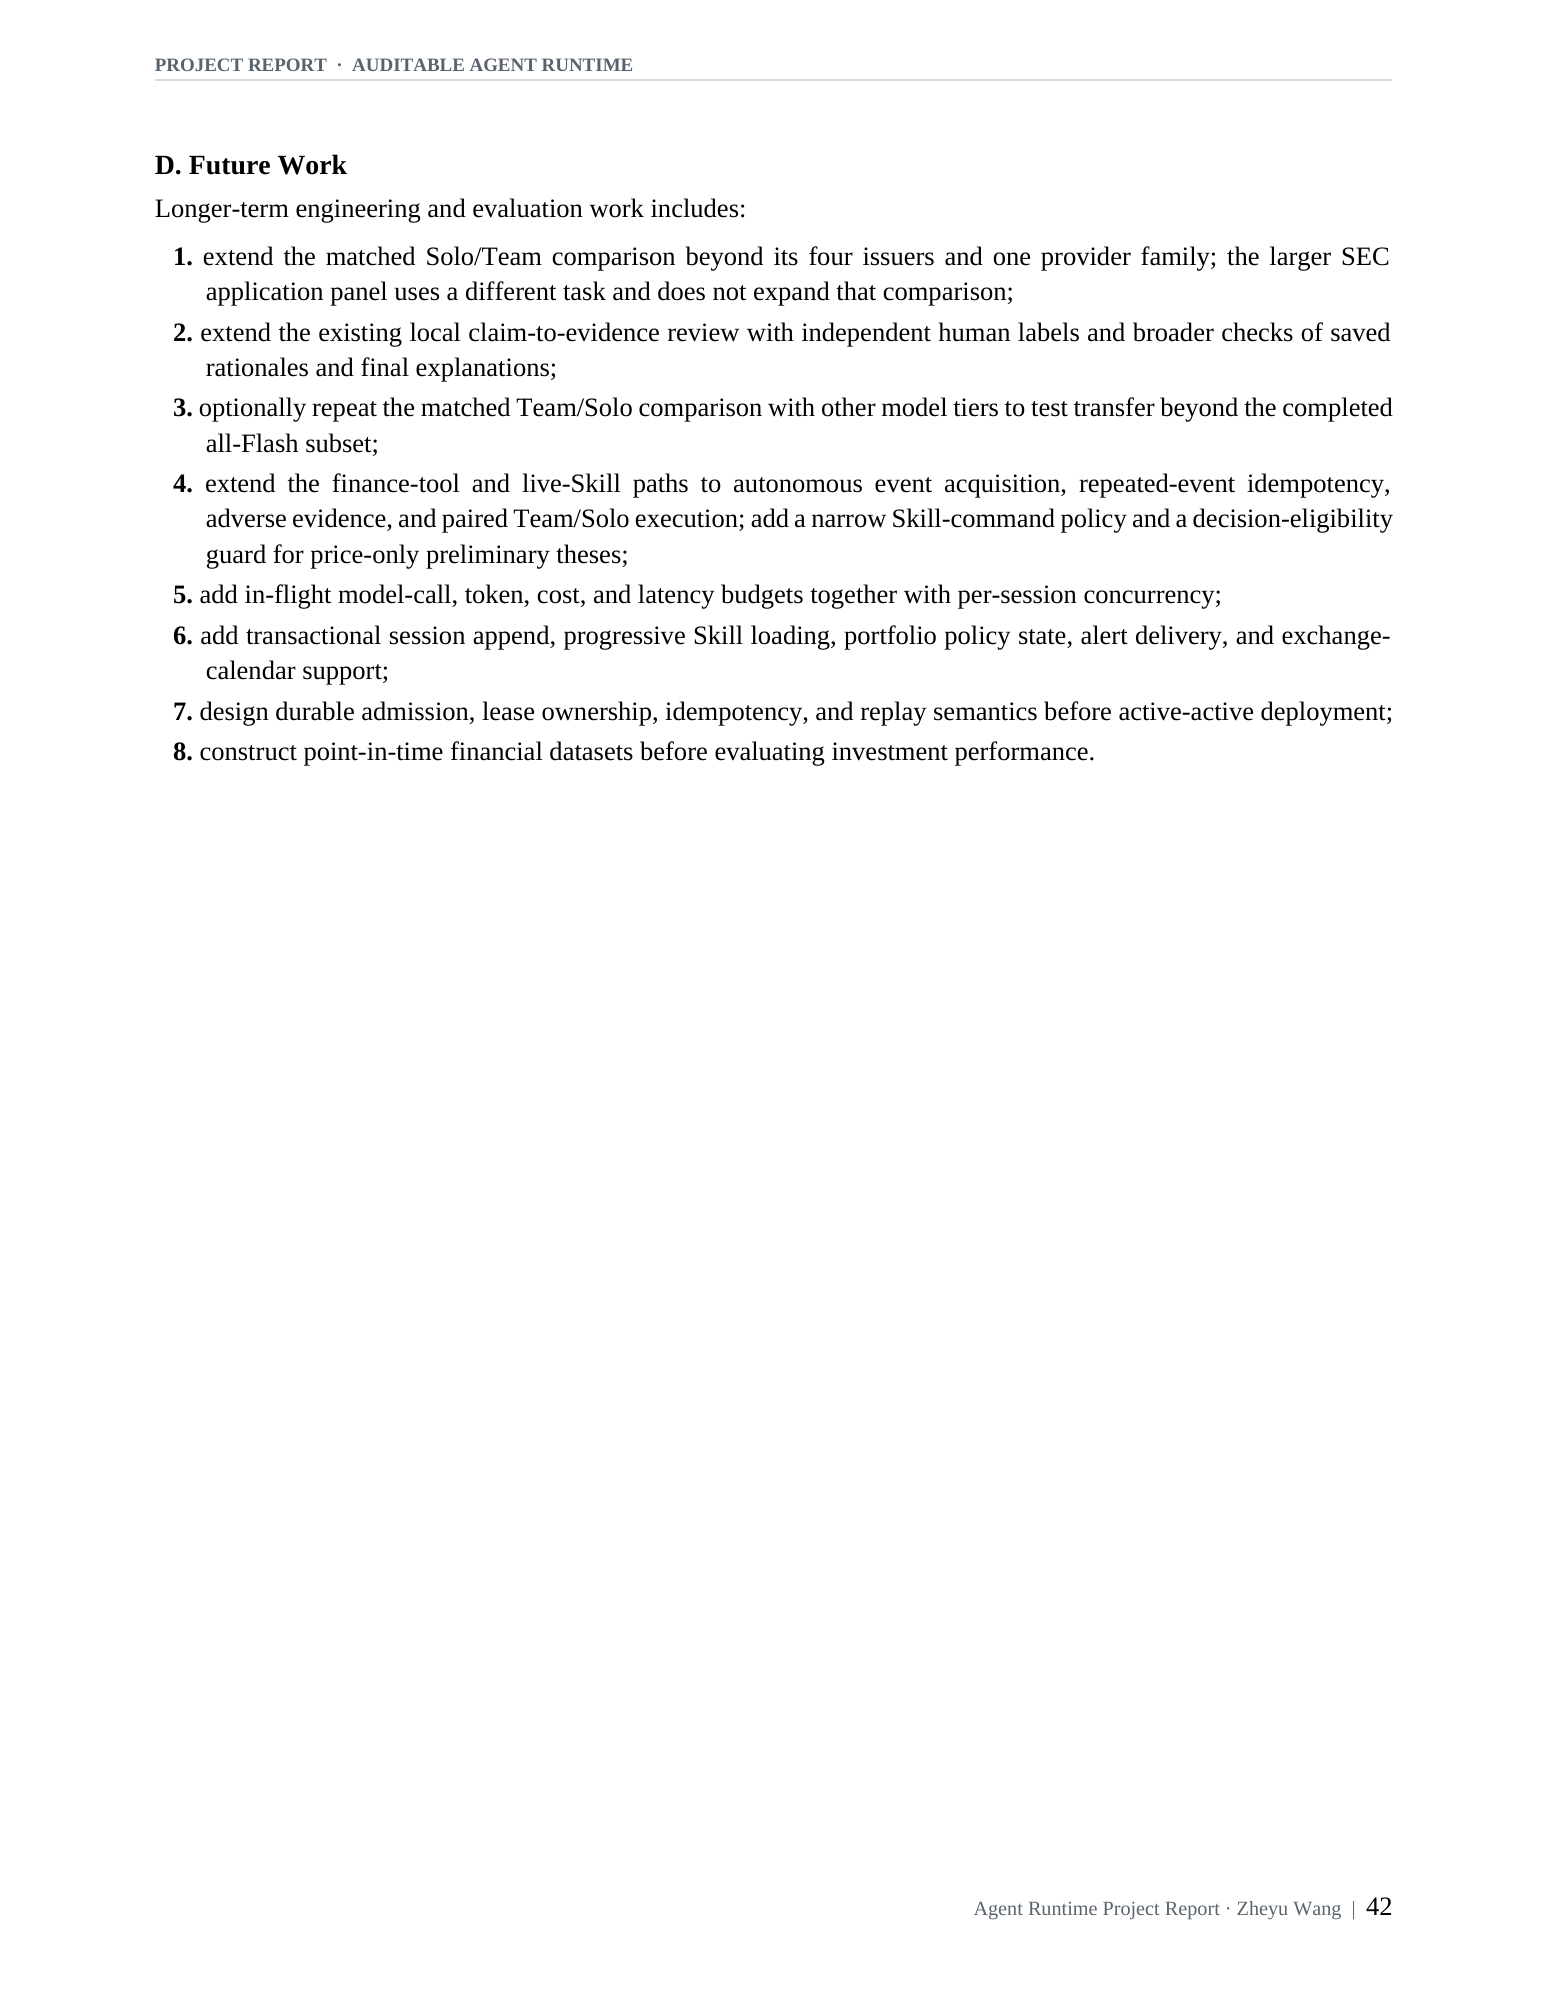 PROJECT REPORT · AUDITABLE AGENT RUNTIME
D. Future Work
Longer-term engineering and evaluation work includes:
1. extend the matched Solo/Team comparison beyond its four issuers and one provider family; the larger SEC
application panel uses a different task and does not expand that comparison;
2. extend the existing local claim-to-evidence review with independent human labels and broader checks of saved
rationales and final explanations;
3. optionally repeat the matched Team/Solo comparison with other model tiers to test transfer beyond the completed
all-Flash subset;
4. extend the finance-tool and live-Skill paths to autonomous event acquisition, repeated-event idempotency,
adverse evidence, and paired Team/Solo execution; add a narrow Skill-command policy and a decision-eligibility
guard for price-only preliminary theses;
5. add in-flight model-call, token, cost, and latency budgets together with per-session concurrency;
6. add transactional session append, progressive Skill loading, portfolio policy state, alert delivery, and exchange-
calendar support;
7. design durable admission, lease ownership, idempotency, and replay semantics before active-active deployment;
8. construct point-in-time financial datasets before evaluating investment performance.
Agent Runtime Project Report · Zheyu Wang | 42